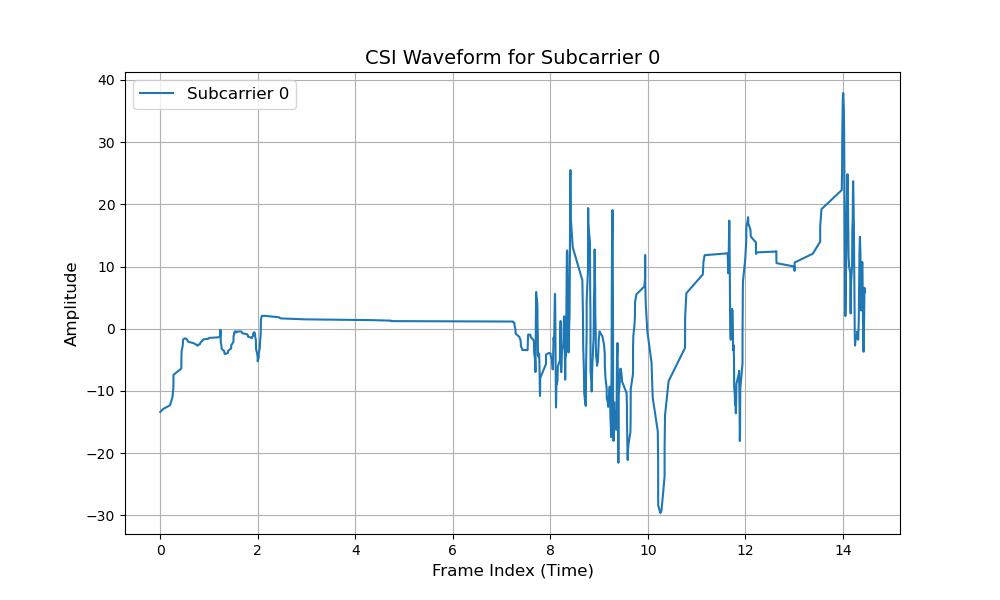 CSI Waveform for Subcarrier 0
Subcarrier 0
40
30
20
10
0
−10
−20
−30
Amplitude
0 2 4 6 8 10 12 14
Frame Index (Time)